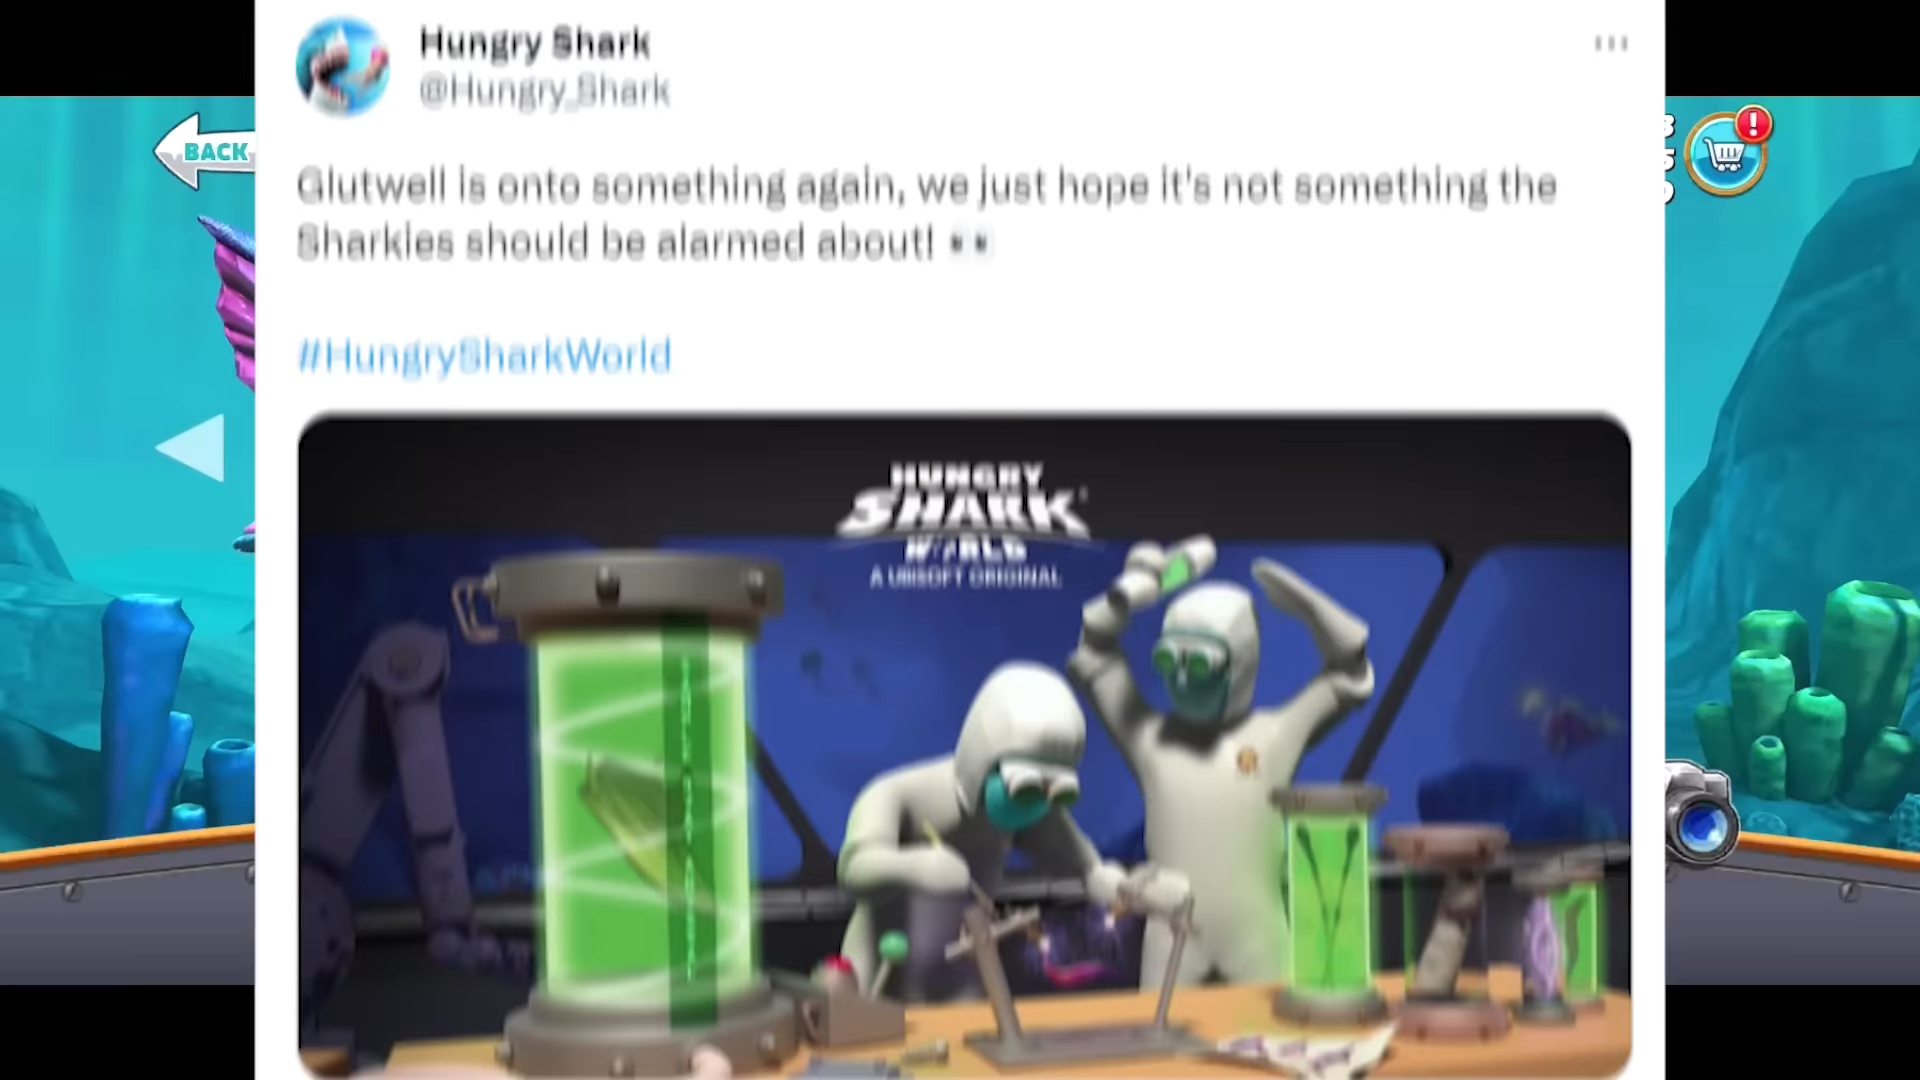 Hungry Shark
@Hungry_Shark
BACK
!
Glutwell is onto something again, we just hope it's not something the
Sharkies should be alarmed about! 👀
#HungrySharkWorld
HUNGRY
SHARK
WORLD
A UBISOFT ORIGINAL